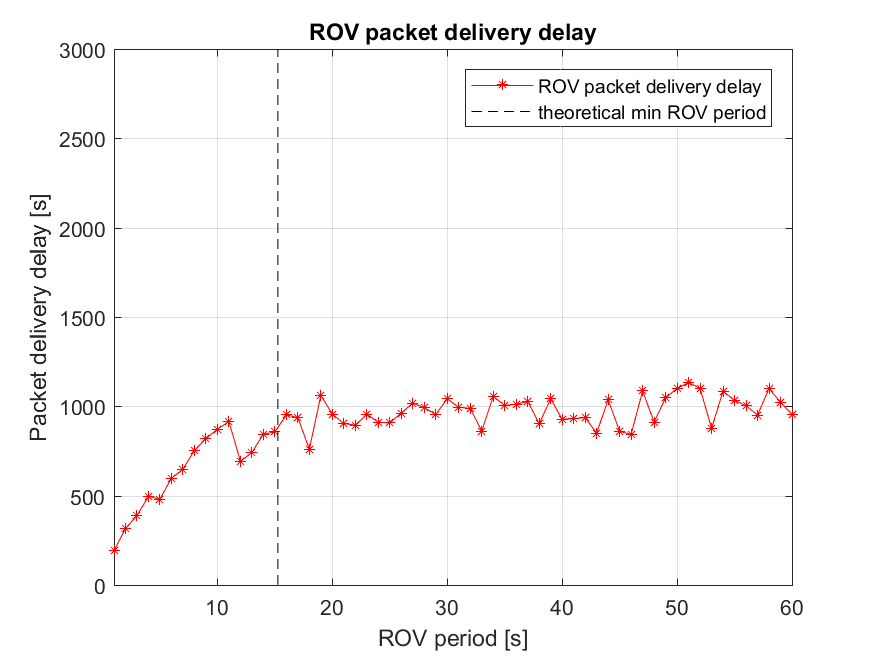 ROV packet delivery delay
3000
2500
2000
1500
1000
500
0
Packet delivery delay [s]
ROV packet delivery delay
theoretical min ROV period
10 20 30 40 50 60
ROV period [s]